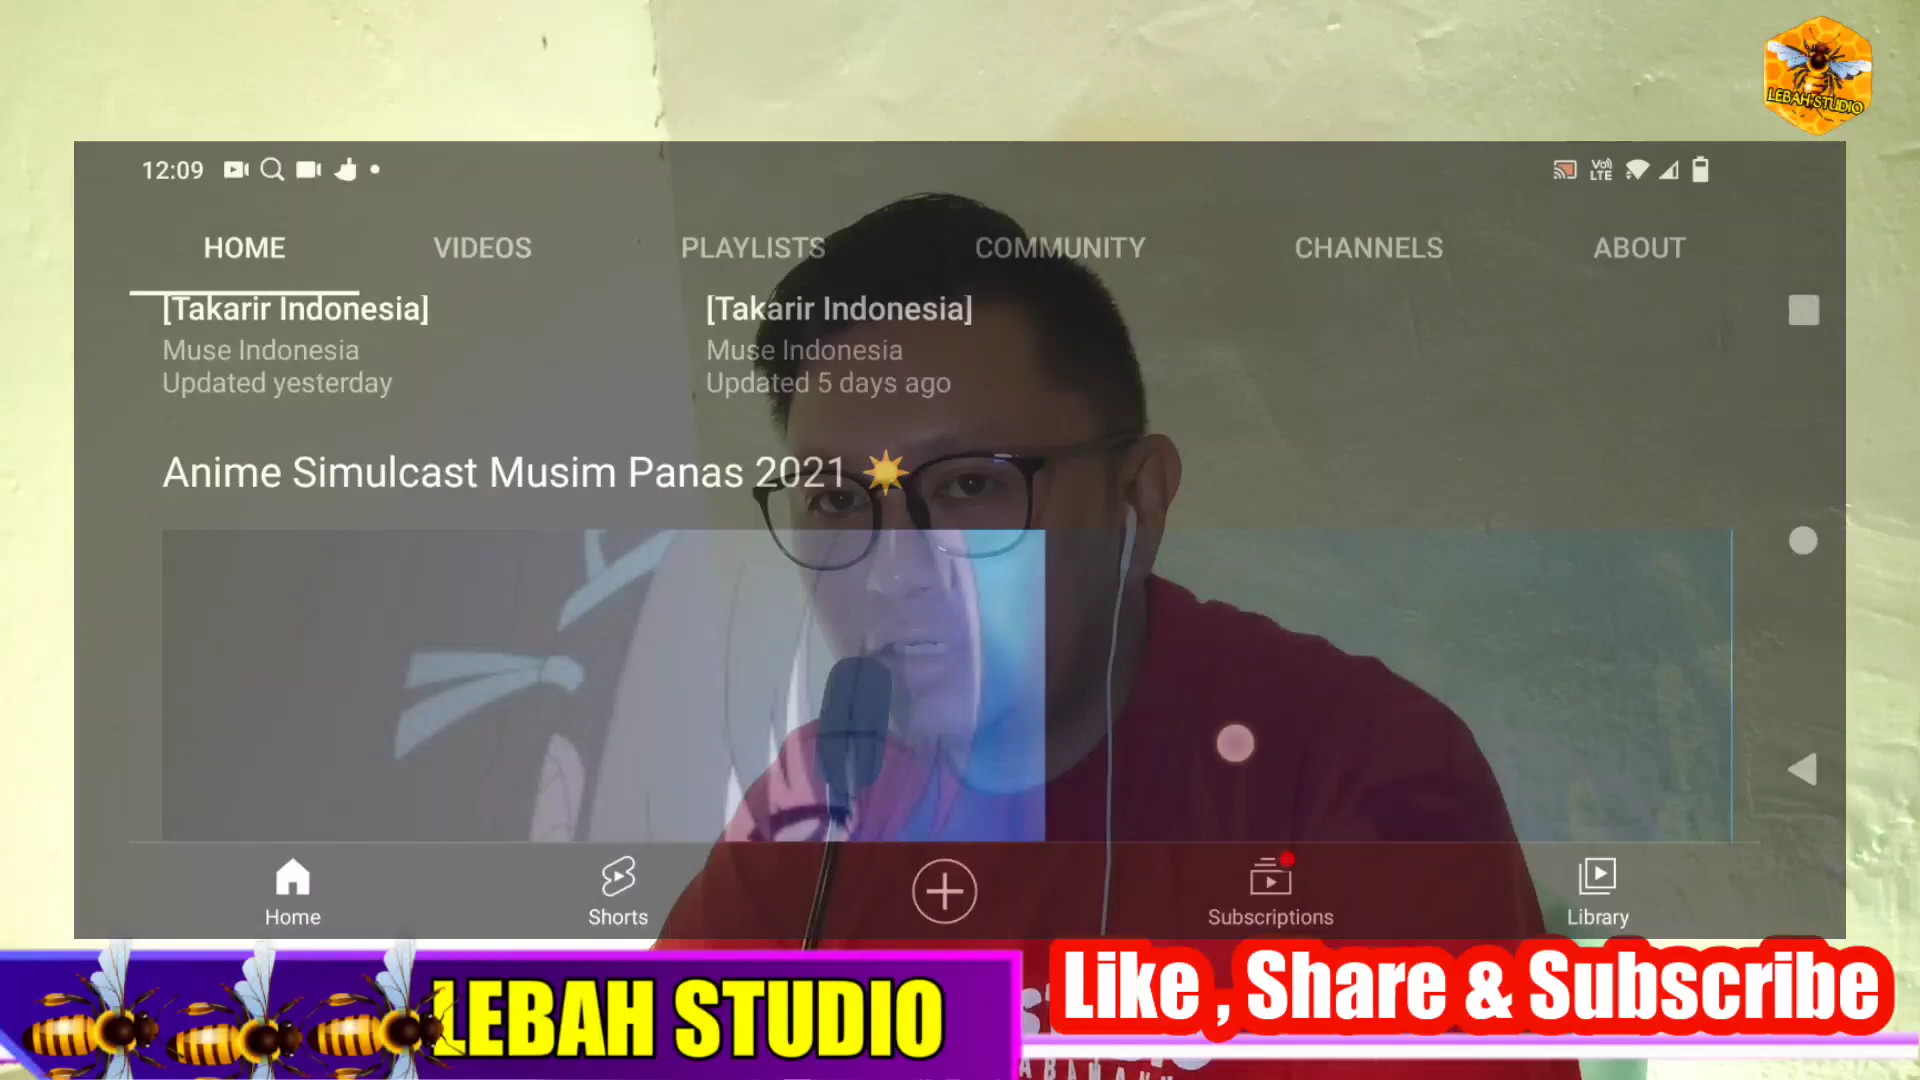 LEBAH STUDIO
12:09
Vo)) LTE
HOME VIDEOS PLAYLISTS COMMUNITY CHANNELS ABOUT
[Takarir Indonesia] [Takarir Indonesia]
Muse Indonesia Muse Indonesia
Updated yesterday Updated 5 days ago
Anime Simulcast Musim Panas 2021
Home Shorts Subscriptions Library
LEBAH STUDIO
Like , Share & Subscribe